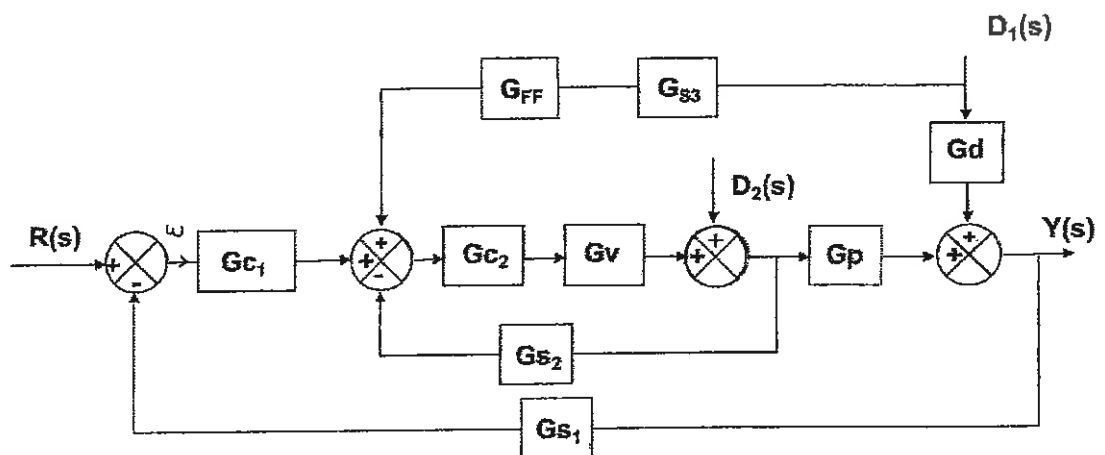 D₁(s)
G_FF
G_S3
Gd
D₂(s)
R(s)
ε
Gc₁
Gc₂
Gv
Gp
Y(s)
+
-
+
+
-
+
+
+
+
Gs₂
Gs₁